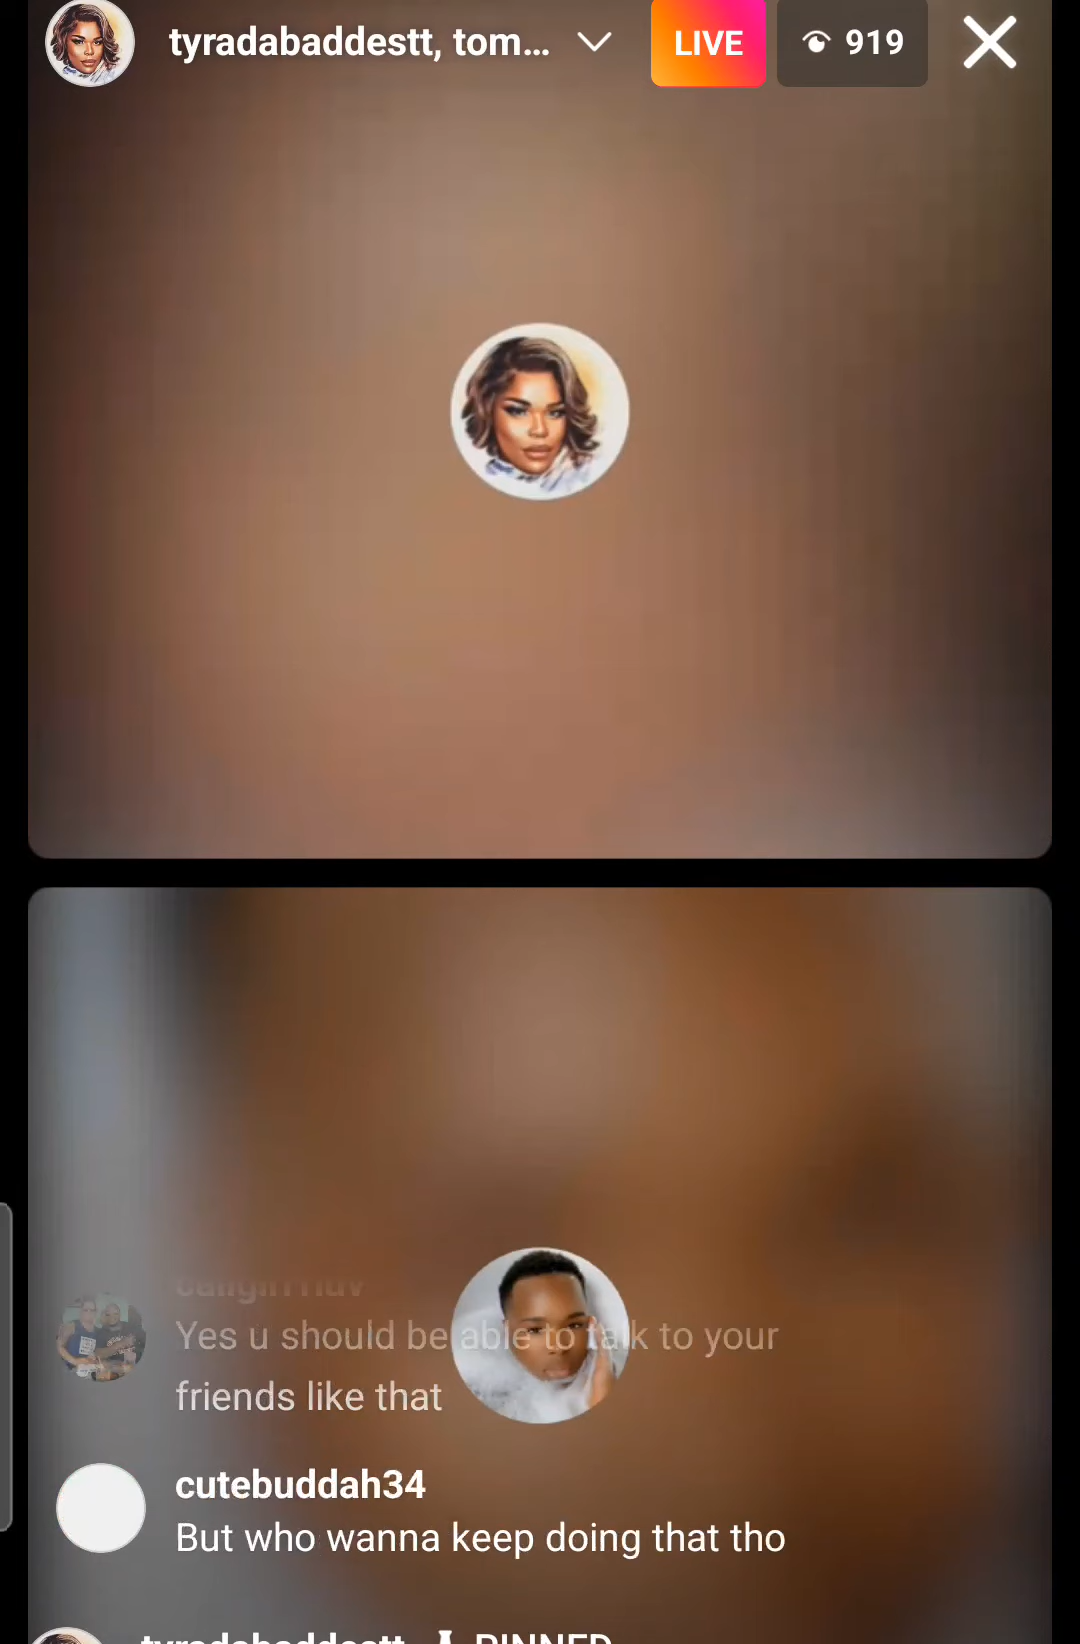 tyradabaddestt, tom...
LIVE
919
Yes u should be able to talk to your
friends like that
cutebuddah34
But who wanna keep doing that tho
tyradabaddestt PINNED